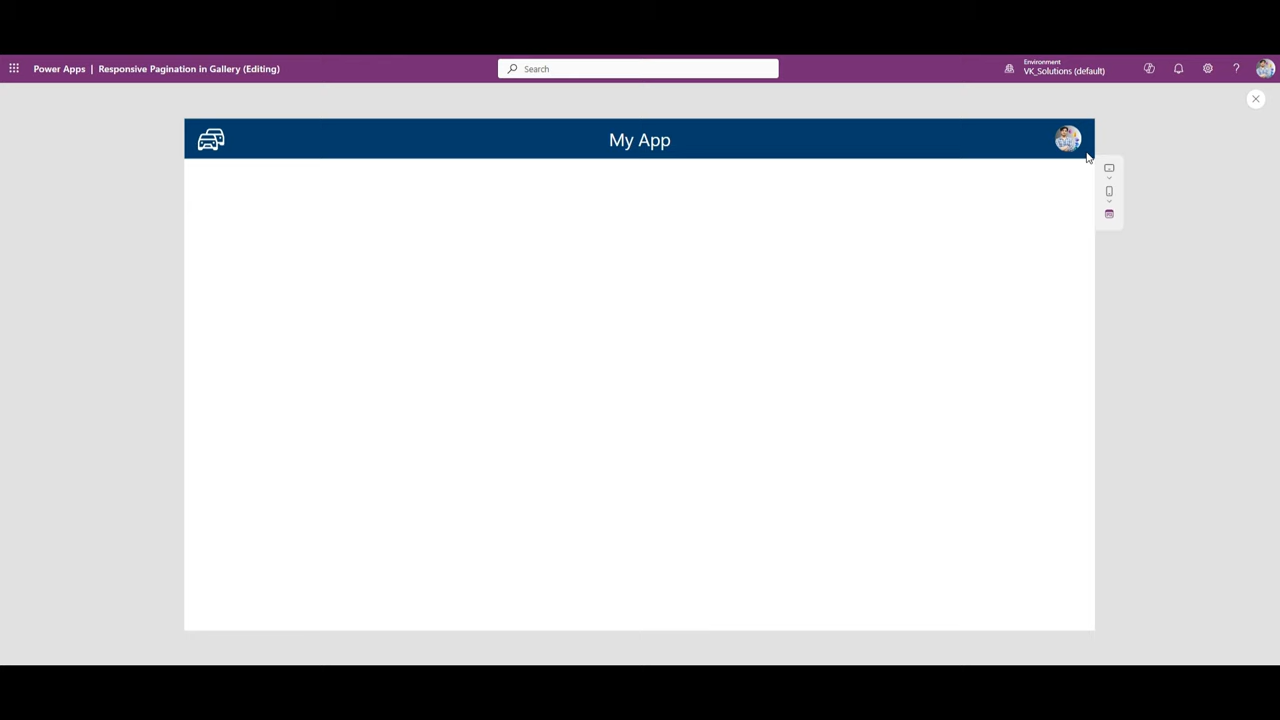 Power Apps | Responsive Pagination in Gallery (Editing)
Search
Environment
VK_Solutions (default)
?
My App